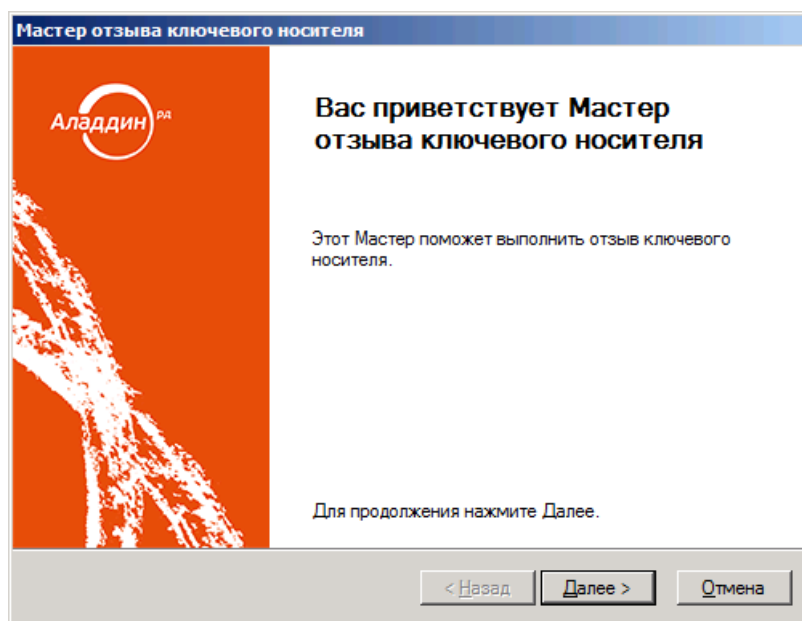 Мастер отзыва ключевого носителя
Аладдин РД
Вас приветствует Мастер
отзыва ключевого носителя
Этот Мастер поможет выполнить отзыв ключевого
носителя.
Для продолжения нажмите Далее.
< Назад
Далее >
Отмена